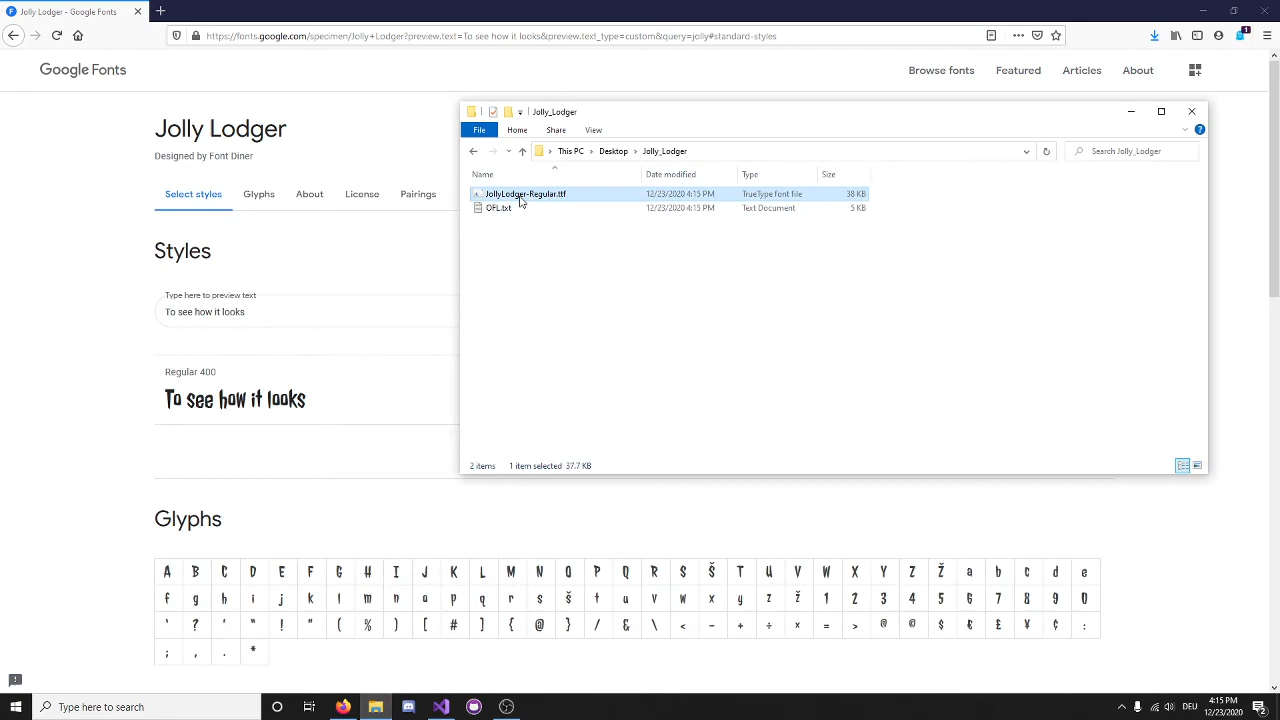 Jolly Lodger - Google Fonts
https://fonts.google.com/specimen/Jolly+Lodger?preview.text=To see how it looks&preview.text_type=custom&query=jolly#standard-styles
1
Google Fonts
Browse fonts
Featured
Articles
About
Jolly Lodger
Designed by Font Diner
Select styles
Glyphs
About
License
Pairings
Styles
Type here to preview text
To see how it looks
Regular 400
To see how it looks
Jolly_Lodger
File
Home
Share
View
This PC > Desktop > Jolly_Lodger
Search Jolly_Lodger
Name
Date modified
Type
Size
JollyLodger-Regular.ttf 12/23/2020 4:15 PM TrueType font file 38 KB
OFL.txt 12/23/2020 4:15 PM Text Document 5 KB
2 items 1 item selected 37.7 KB
Glyphs
A B C D E F G H I J K L M N O P Q R S Š T U V W X Y Z Ž a b c d e
f g h i j k l m n o p q r s š t u v w x y z ž 1 2 3 4 5 6 7 8 9 0
‘ ? ’ “ ! ” ( % ) [ # ] { @ } / & \ < - + ÷ × = > ® © $ € £ ¥ ¢ :
; , . *
Type here to search
DEU
4:15 PM
12/23/2020
2